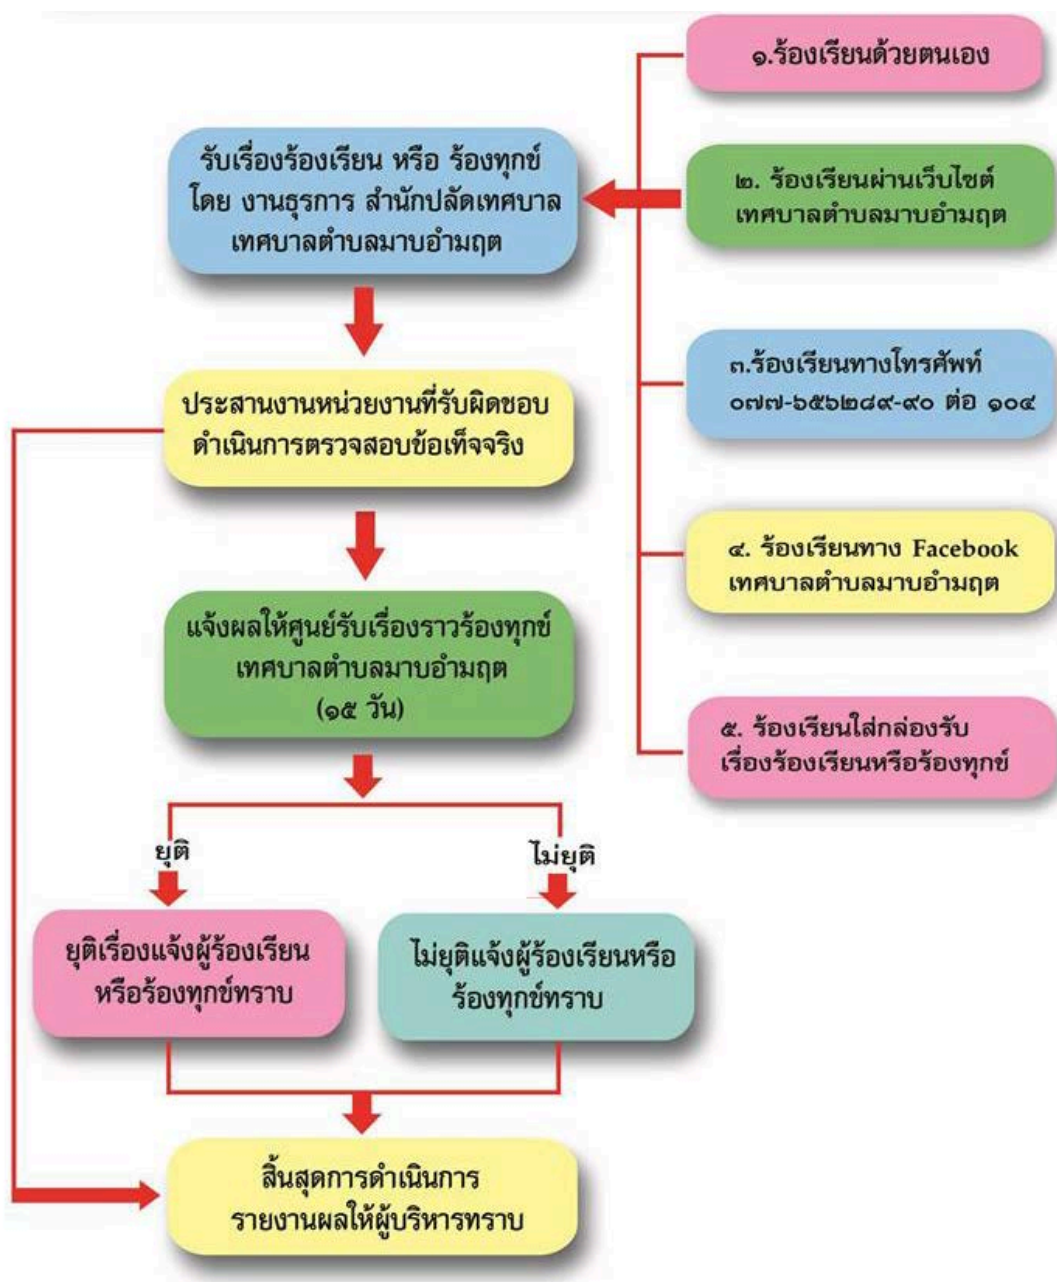 ๑.ร้องเรียนด้วยตนเอง
รับเรื่องร้องเรียน หรือ ร้องทุกข์
โดย งานธุรการ สำนักปลัดเทศบาล
เทศบาลตำบลมาบอำมฤต
๒. ร้องเรียนผ่านเว็บไซต์
เทศบาลตำบลมาบอำมฤต
๓.ร้องเรียนทางโทรศัพท์
๐๗๗-๖๕๖๒๘๙-๙๐ ต่อ ๑๐๔
ประสานงานหน่วยงานที่รับผิดชอบ
ดำเนินการตรวจสอบข้อเท็จจริง
๔. ร้องเรียนทาง Facebook
เทศบาลตำบลมาบอำมฤต
แจ้งผลให้ศูนย์รับเรื่องราวร้องทุกข์
เทศบาลตำบลมาบอำมฤต
(๑๕ วัน)
๕. ร้องเรียนใส่กล่องรับ
เรื่องร้องเรียนหรือร้องทุกข์
ยุติ
ไม่ยุติ
ยุติเรื่องแจ้งผู้ร้องเรียน
หรือร้องทุกข์ทราบ
ไม่ยุติแจ้งผู้ร้องเรียนหรือ
ร้องทุกข์ทราบ
สิ้นสุดการดำเนินการ
รายงานผลให้ผู้บริหารทราบ